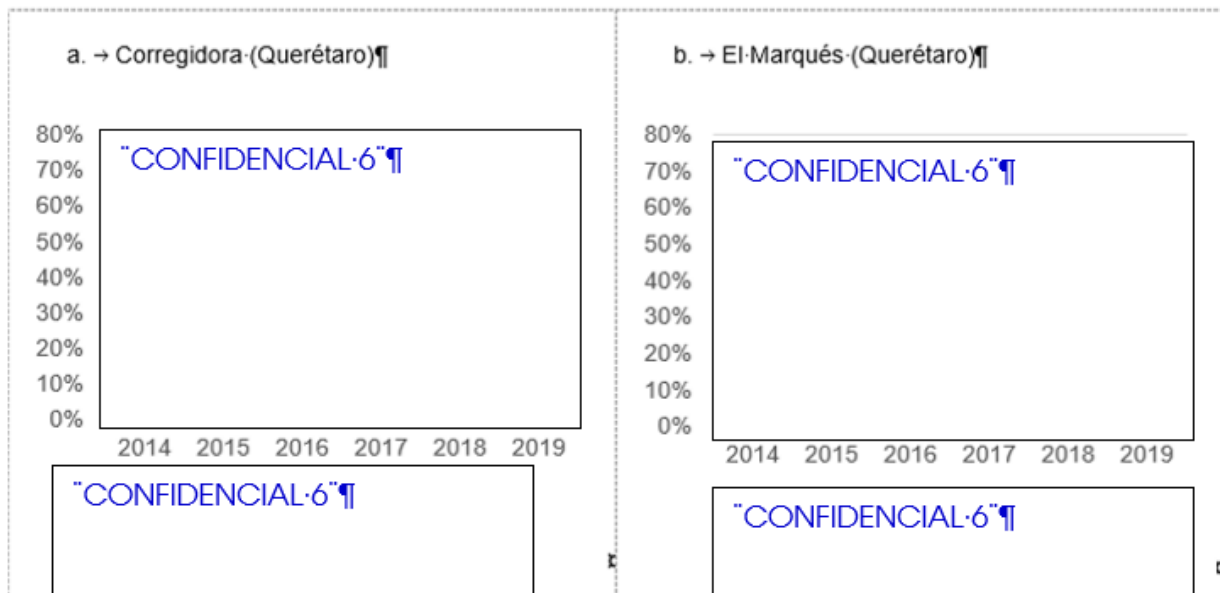 a. → Corregidora·(Querétaro)¶
80%
70%
60%
50%
40%
30%
20%
10%
0%
¨CONFIDENCIAL·6¨¶
2014 2015 2016 2017 2018 2019
¨CONFIDENCIAL·6¨¶
¤
b. → El·Marqués·(Querétaro)¶
80%
70%
60%
50%
40%
30%
20%
10%
0%
¨CONFIDENCIAL·6¨¶
2014 2015 2016 2017 2018 2019
¨CONFIDENCIAL·6¨¶
¤